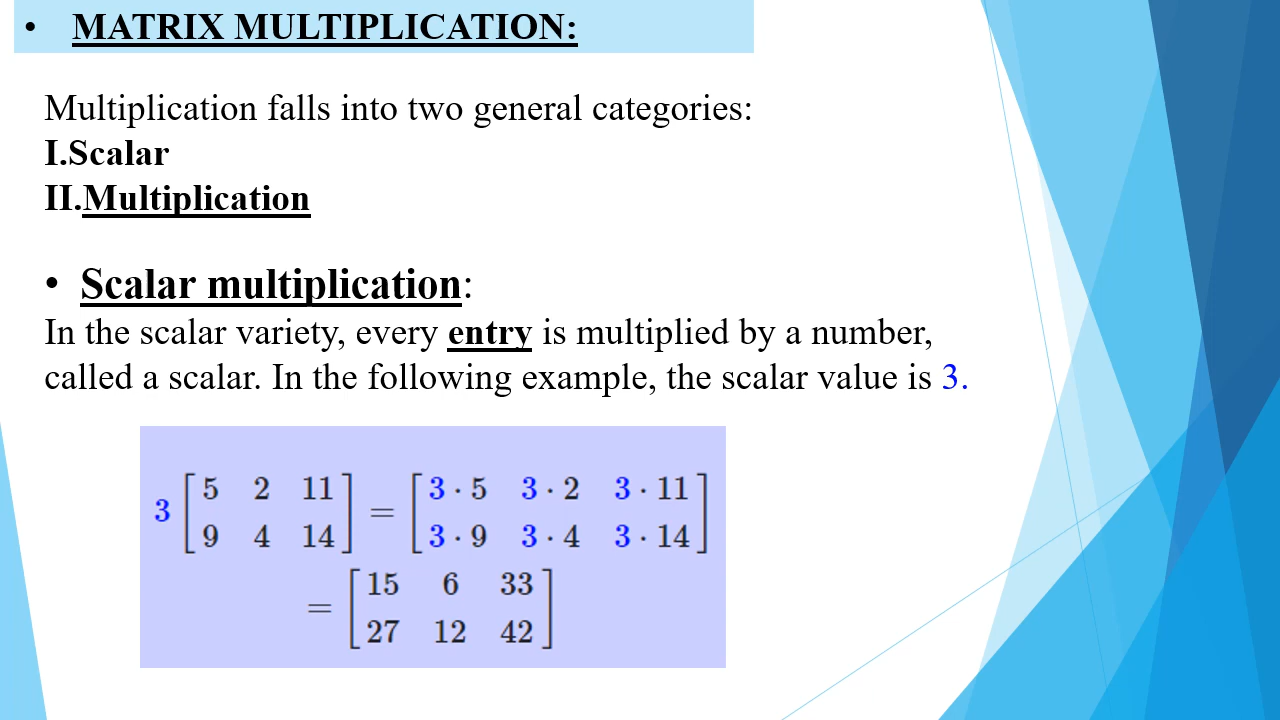 • MATRIX MULTIPLICATION:
Multiplication falls into two general categories:
I.Scalar
II.Multiplication
• Scalar multiplication:
In the scalar variety, every entry is multiplied by a number,
called a scalar. In the following example, the scalar value is 3.
3 [ 5 2 11 ] = [ 3 · 5 3 · 2 3 · 11 ]
[ 9 4 14 ] [ 3 · 9 3 · 4 3 · 14 ]
= [ 15 6 33 ]
[ 27 12 42 ]